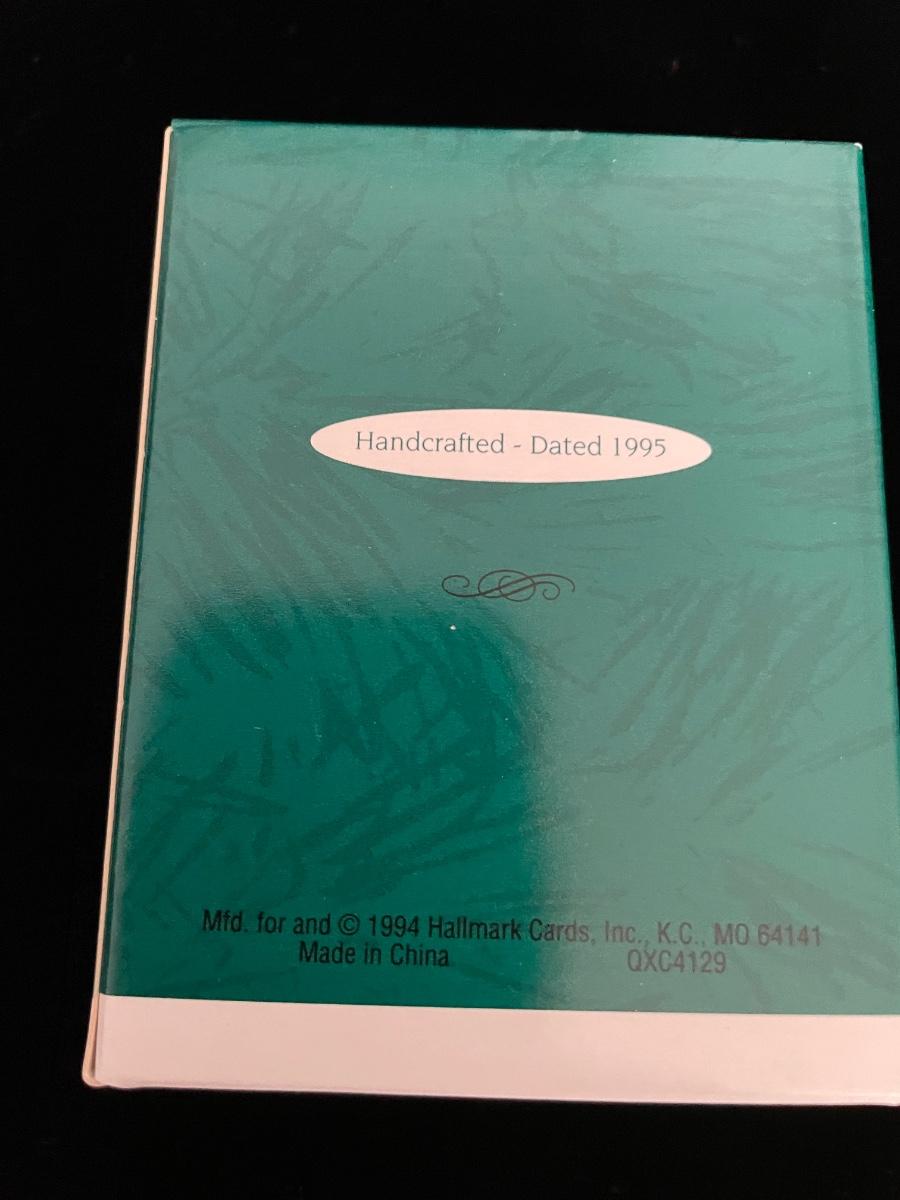 Handcrafted - Dated 1995
Mfd. for and © 1994 Hallmark Cards, Inc., K.C., MO 64141
Made in China QXC4129